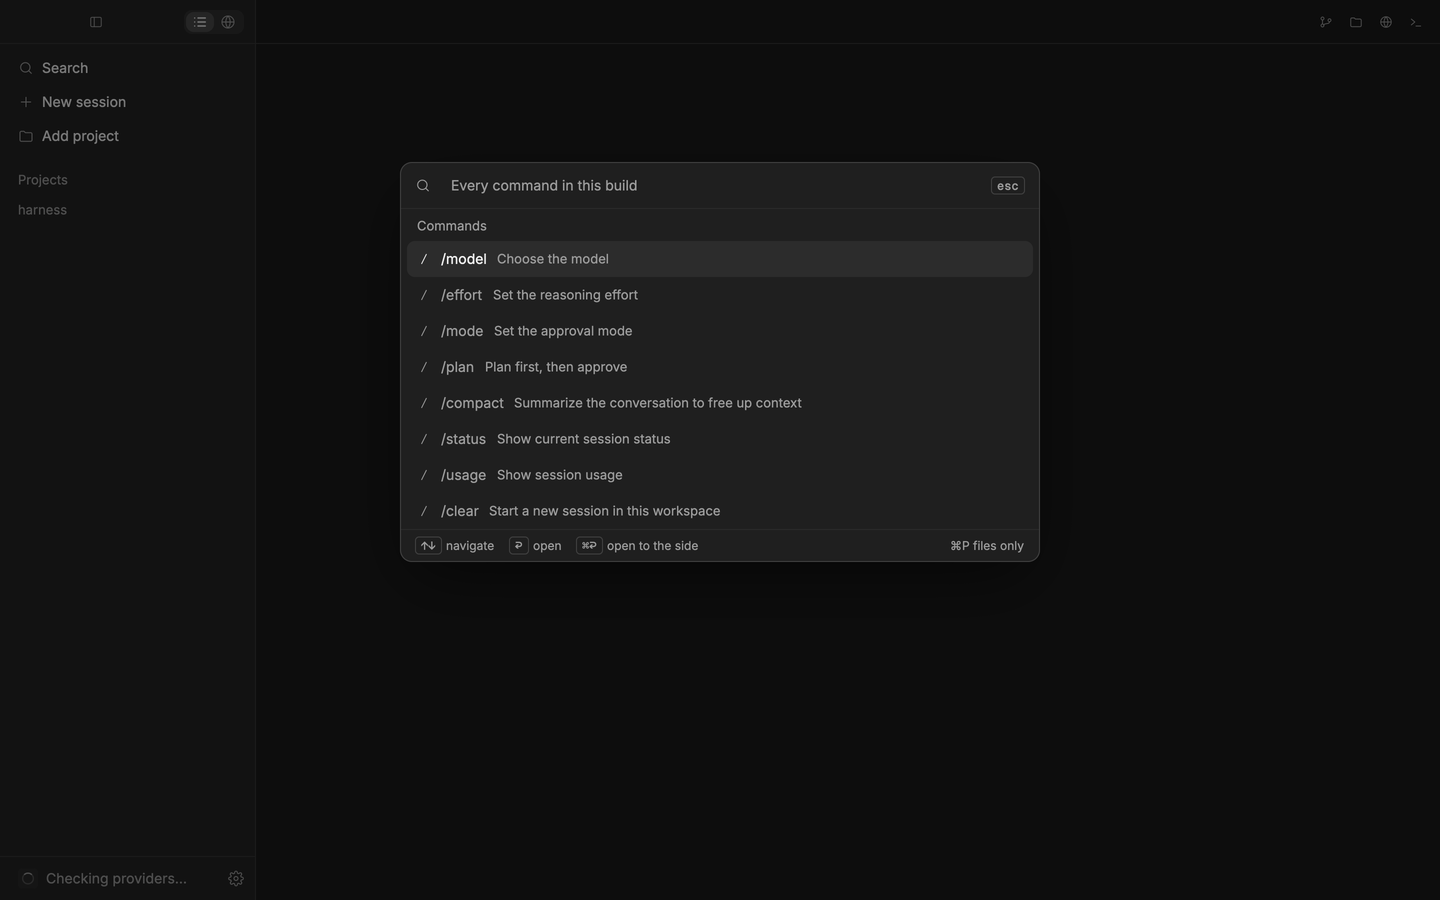 Search
New session
Add project
Projects
harness
Checking providers...
Every command in this build
esc
Commands
/ /model Choose the model
/ /effort Set the reasoning effort
/ /mode Set the approval mode
/ /plan Plan first, then approve
/ /compact Summarize the conversation to free up context
/ /status Show current session status
/ /usage Show session usage
/ /clear Start a new session in this workspace
navigate open ⌘ open to the side ⌘P files only